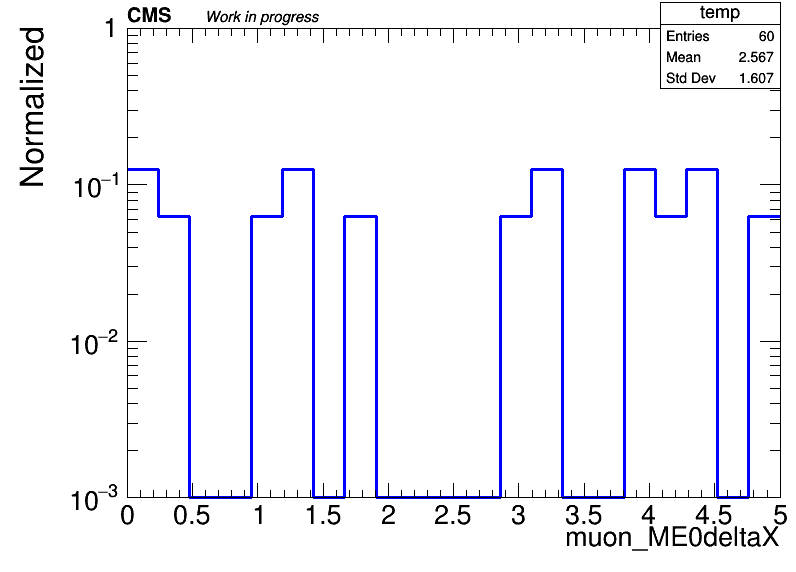 CMS Work in progress
temp
Entries 60
Mean 2.567
Std Dev 1.607
Normalized
1
10⁻¹
10⁻²
10⁻³
0 0.5 1 1.5 2 2.5 3 3.5 4 4.5 5
muon_ME0deltaX